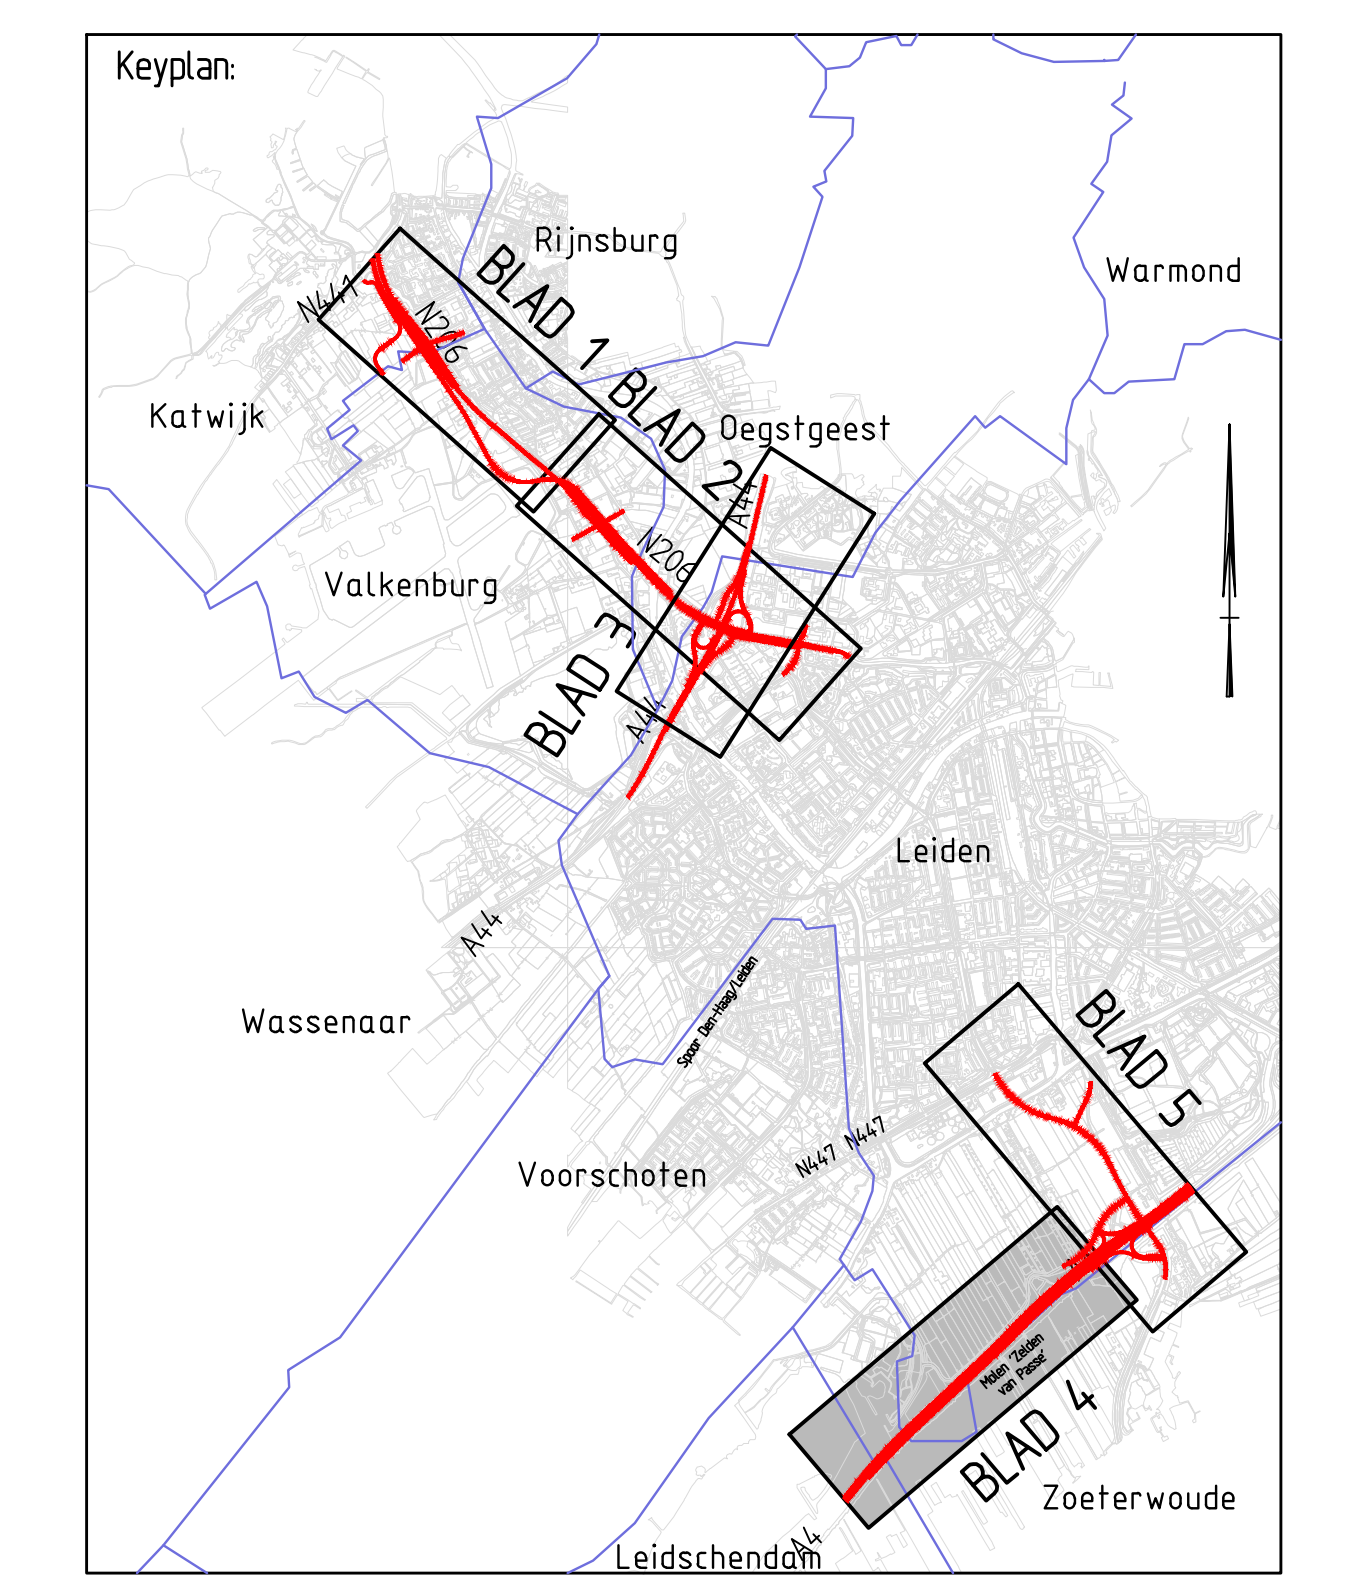 Keyplan:
Rijnsburg
Warmond
BLAD 1
N441
N206
BLAD 2
Katwijk
Oegstgeest
A44
N206
Valkenburg
BLAD 3
A44
Leiden
A44
Spoor Den-Haag/Leiden
Wassenaar
BLAD 5
N447 N447
Voorschoten
Molen 'Zelden
van Passe'
BLAD 4
Zoeterwoude
A4
Leidschendam